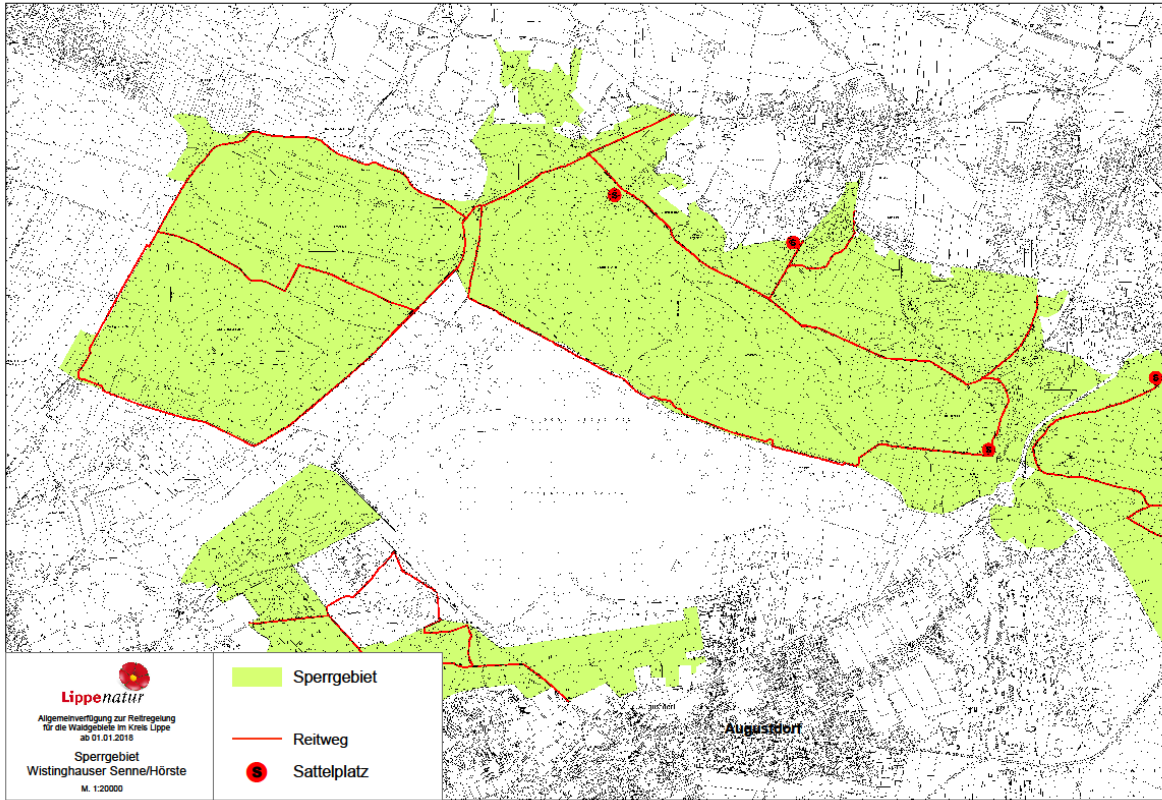 S
S
S
S
Augustdorf
Lippenatur
Allgemeinverfügung zur Reitregelung
für die Waldgebiete im Kreis Lippe
ab 01.01.2018
Sperrgebiet
Wistinghauser Senne/Hörste
M. 1:20000
Sperrgebiet
Reitweg
S
Sattelplatz